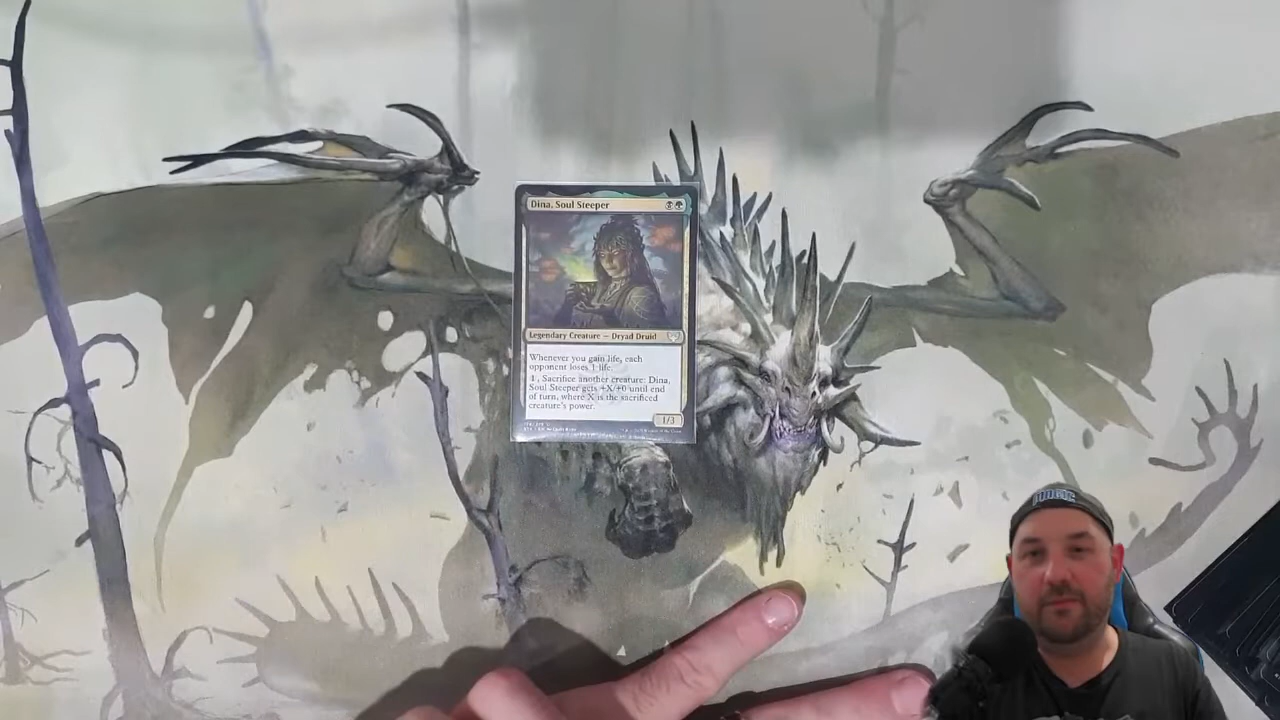 Dina, Soul Steeper
Legendary Creature — Dryad Druid
Whenever you gain life, each
opponent loses 1 life.
1, Sacrifice another creature: Dina,
Soul Steeper gets +X/+0 until end
of turn, where X is the sacrificed
creature's power.
1/3